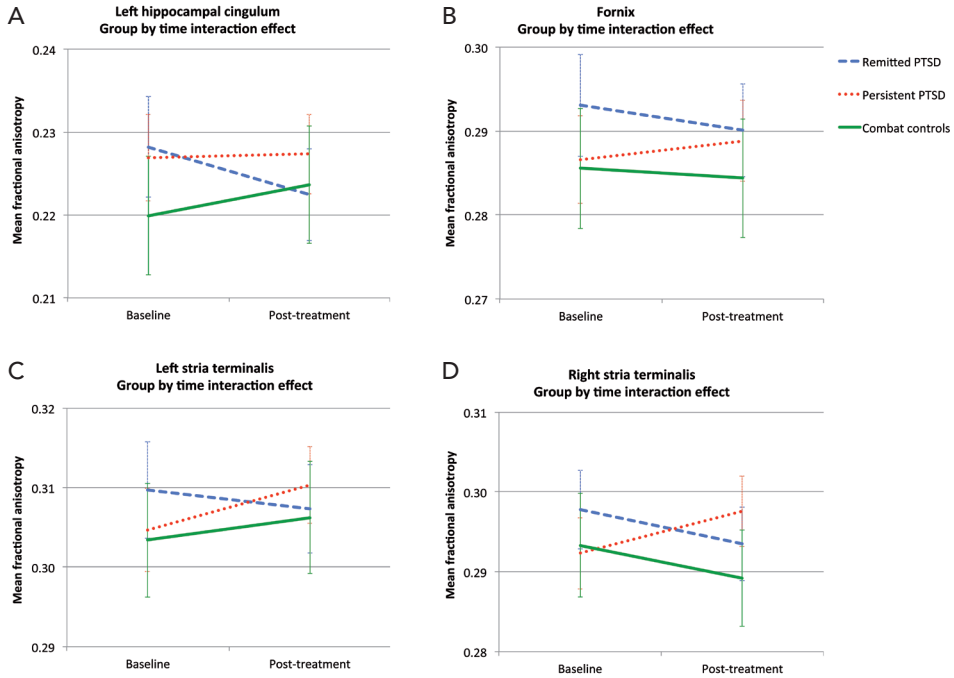 A
Left hippocampal cingulum
Group by time interaction effect
Mean fractional anisotropy
0.24
0.23
0.22
0.21
Baseline
Post-treatment
B
Fornix
Group by time interaction effect
Mean fractional anisotropy
0.30
0.29
0.28
0.27
Baseline
Post-treatment
Remitted PTSD
Persistent PTSD
Combat controls
C
Left stria terminalis
Group by time interaction effect
Mean fractional anisotropy
0.32
0.31
0.30
0.29
Baseline
Post-treatment
D
Right stria terminalis
Group by time interaction effect
Mean fractional anisotropy
0.31
0.30
0.29
0.28
Baseline
Post-treatment